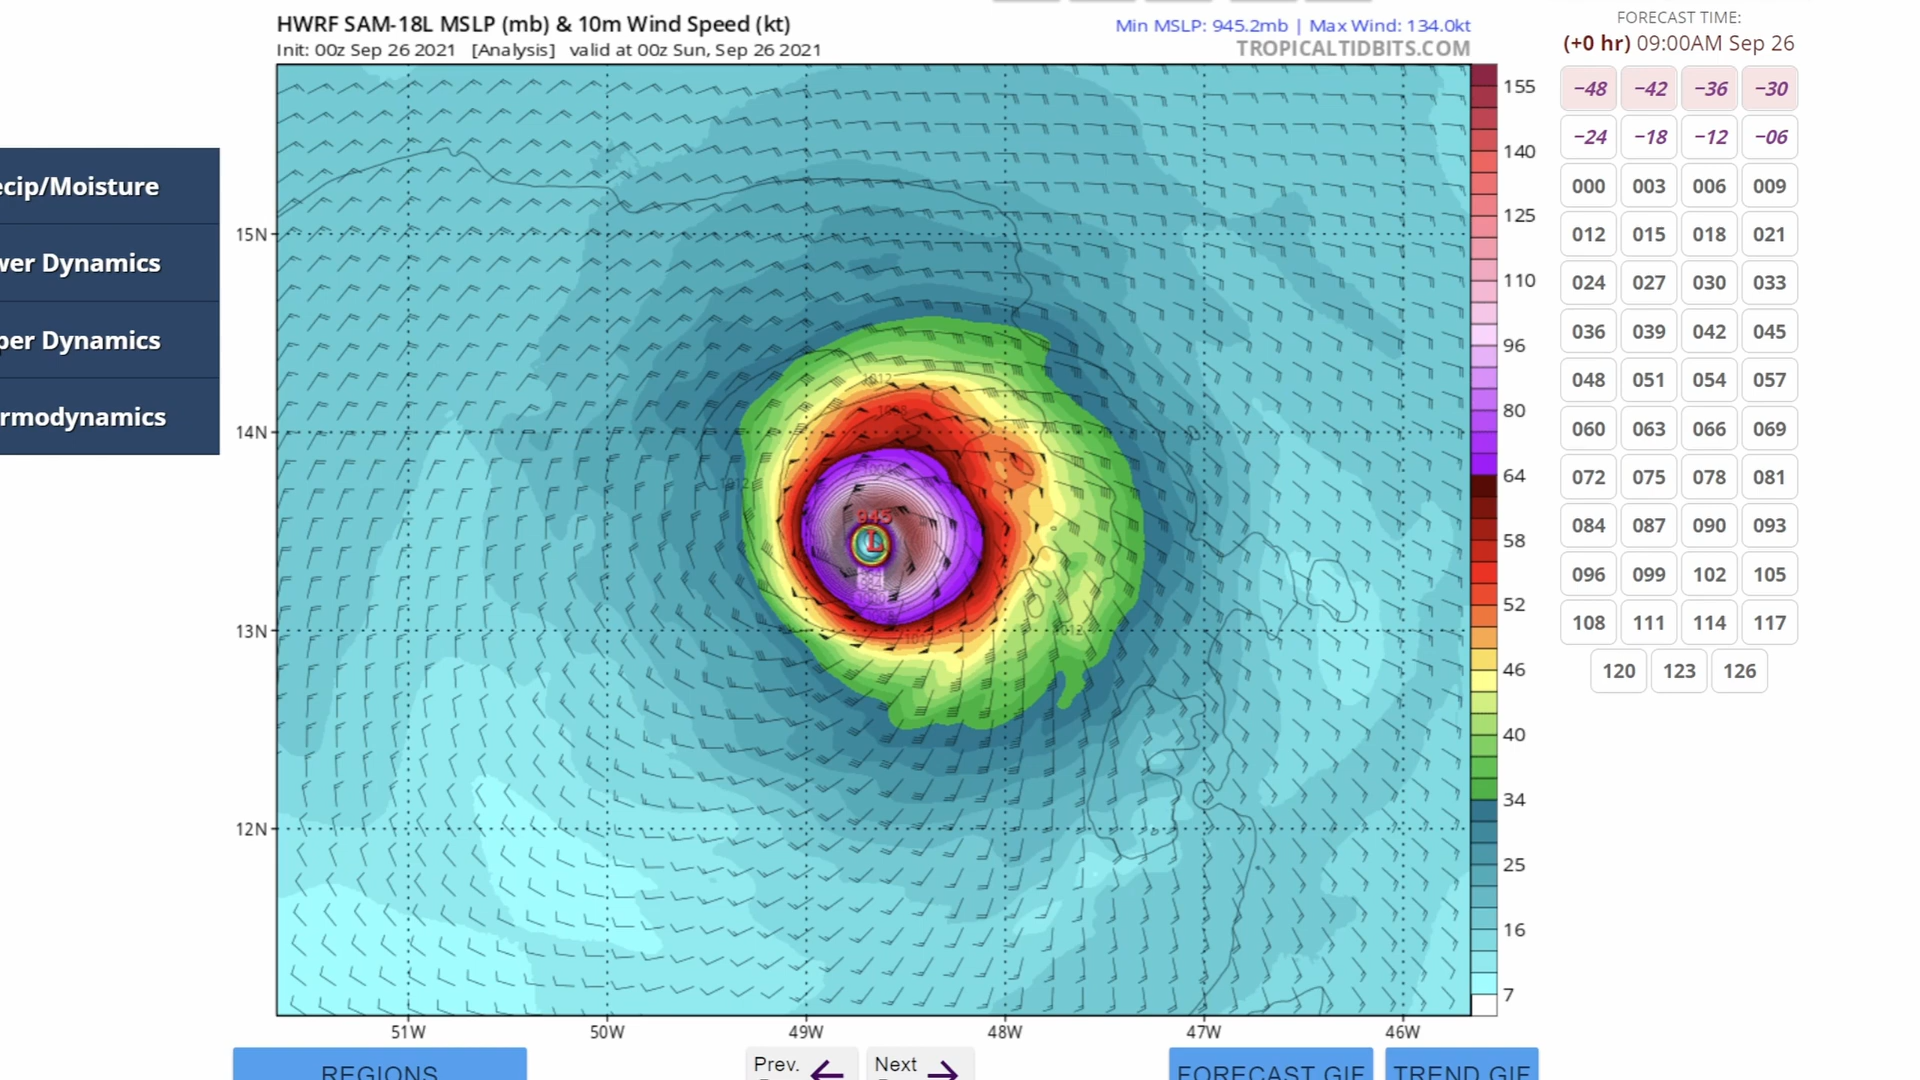 HWRF SAM-18L MSLP (mb) & 10m Wind Speed (kt)
Init: 00z Sep 26 2021 [Analysis] valid at 00z Sun, Sep 26 2021
Min MSLP: 945.2mb | Max Wind: 134.0kt
TROPICALTIDBITS.COM
FORECAST TIME:
(+0 hr) 09:00AM Sep 26
−48 −42 −36 −30
−24 −18 −12 −06
000 003 006 009
012 015 018 021
024 027 030 033
036 039 042 045
048 051 054 057
060 063 066 069
072 075 078 081
084 087 090 093
096 099 102 105
108 111 114 117
120 123 126
ecip/Moisture
wer Dynamics
per Dynamics
rmodynamics
15N
14N
13N
12N
1012
1012
945
L
1012
51W 50W 49W 48W 47W 46W
155
140
125
110
96
80
64
58
52
46
40
34
25
16
7
REGIONS
Prev.
Next
FORECAST GIF
TREND GIF